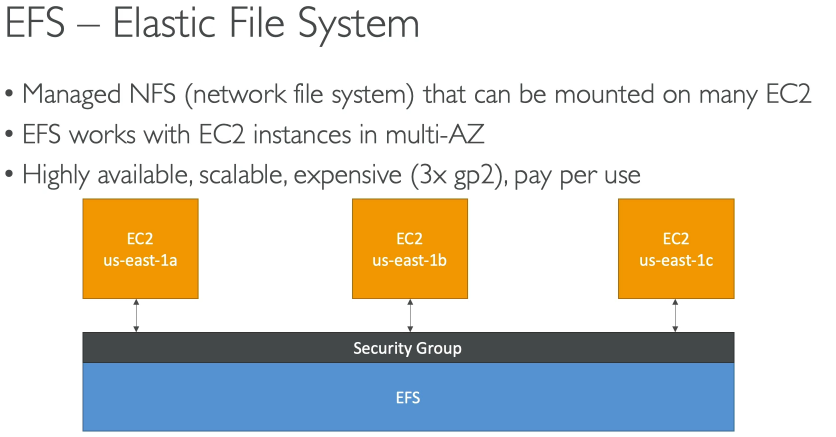 EFS – Elastic File System
• Managed NFS (network file system) that can be mounted on many EC2
• EFS works with EC2 instances in multi-AZ
• Highly available, scalable, expensive (3x gp2), pay per use
EC2
us-east-1a
EC2
us-east-1b
EC2
us-east-1c
Security Group
EFS